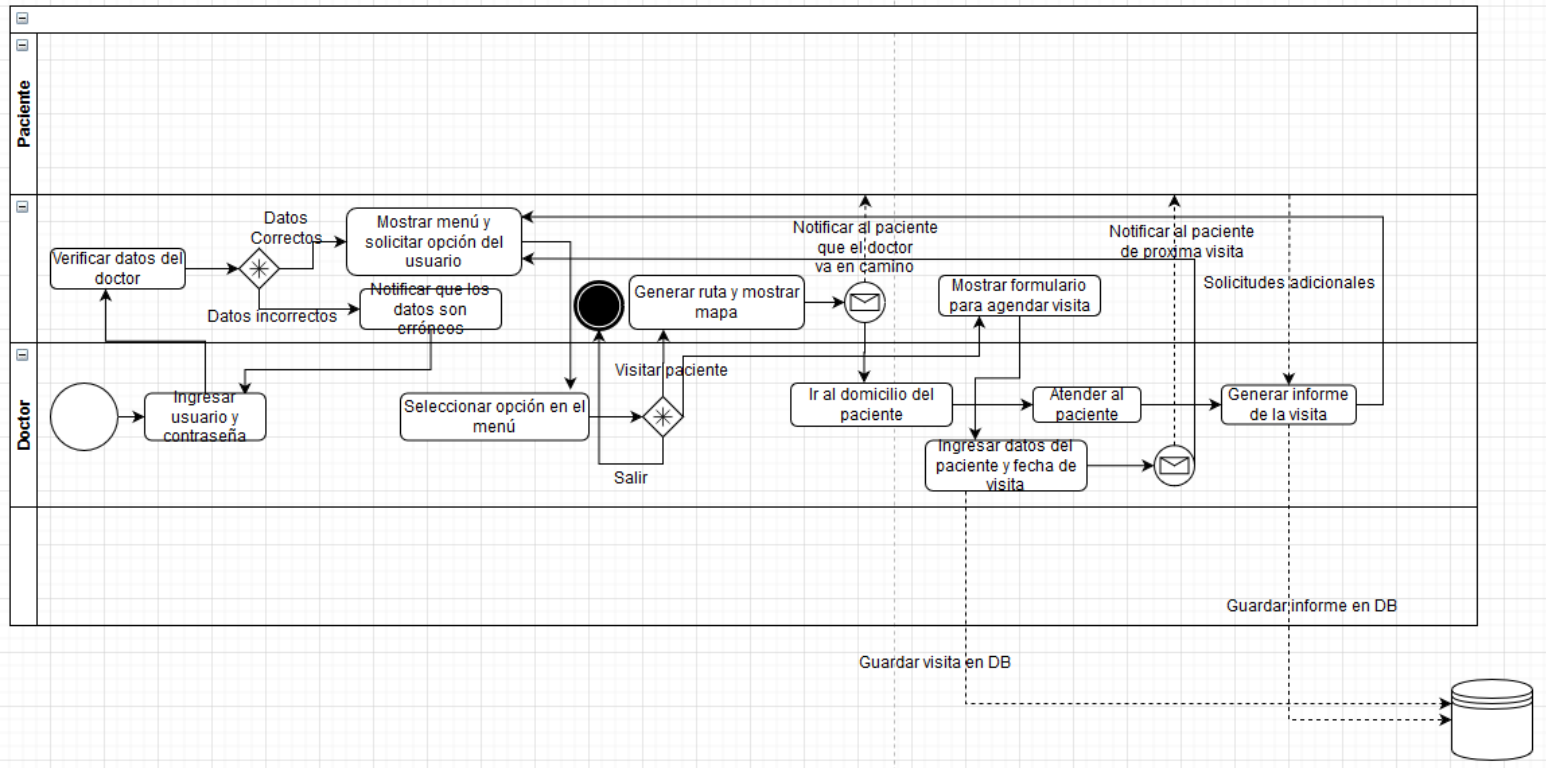 Paciente
Datos
Correctos
Verificar datos del
doctor
Mostrar menú y
solicitar opción del
usuario
Datos incorrectos
Notificar que los
datos son
erróneos
Generar ruta y mostrar
mapa
Notificar al paciente
que el doctor
va en camino
Mostrar formulario
para agendar visita
Notificar al paciente
de proxima visita
Solicitudes adicionales
Doctor
Ingresar
usuario y
contraseña
Seleccionar opción en el
menú
Visitar paciente
Salir
Ir al domicilio del
paciente
Atender al
paciente
Generar informe
de la visita
Ingresar datos del
paciente y fecha de
visita
Guardar informe en DB
Guardar visita en DB